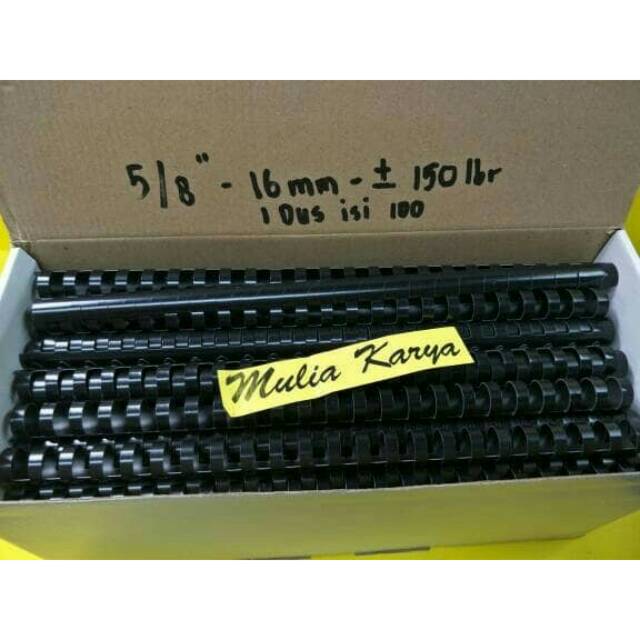 5/8" - 16mm - ± 150 lbr
1 Dus isi 100
Mulia Karya